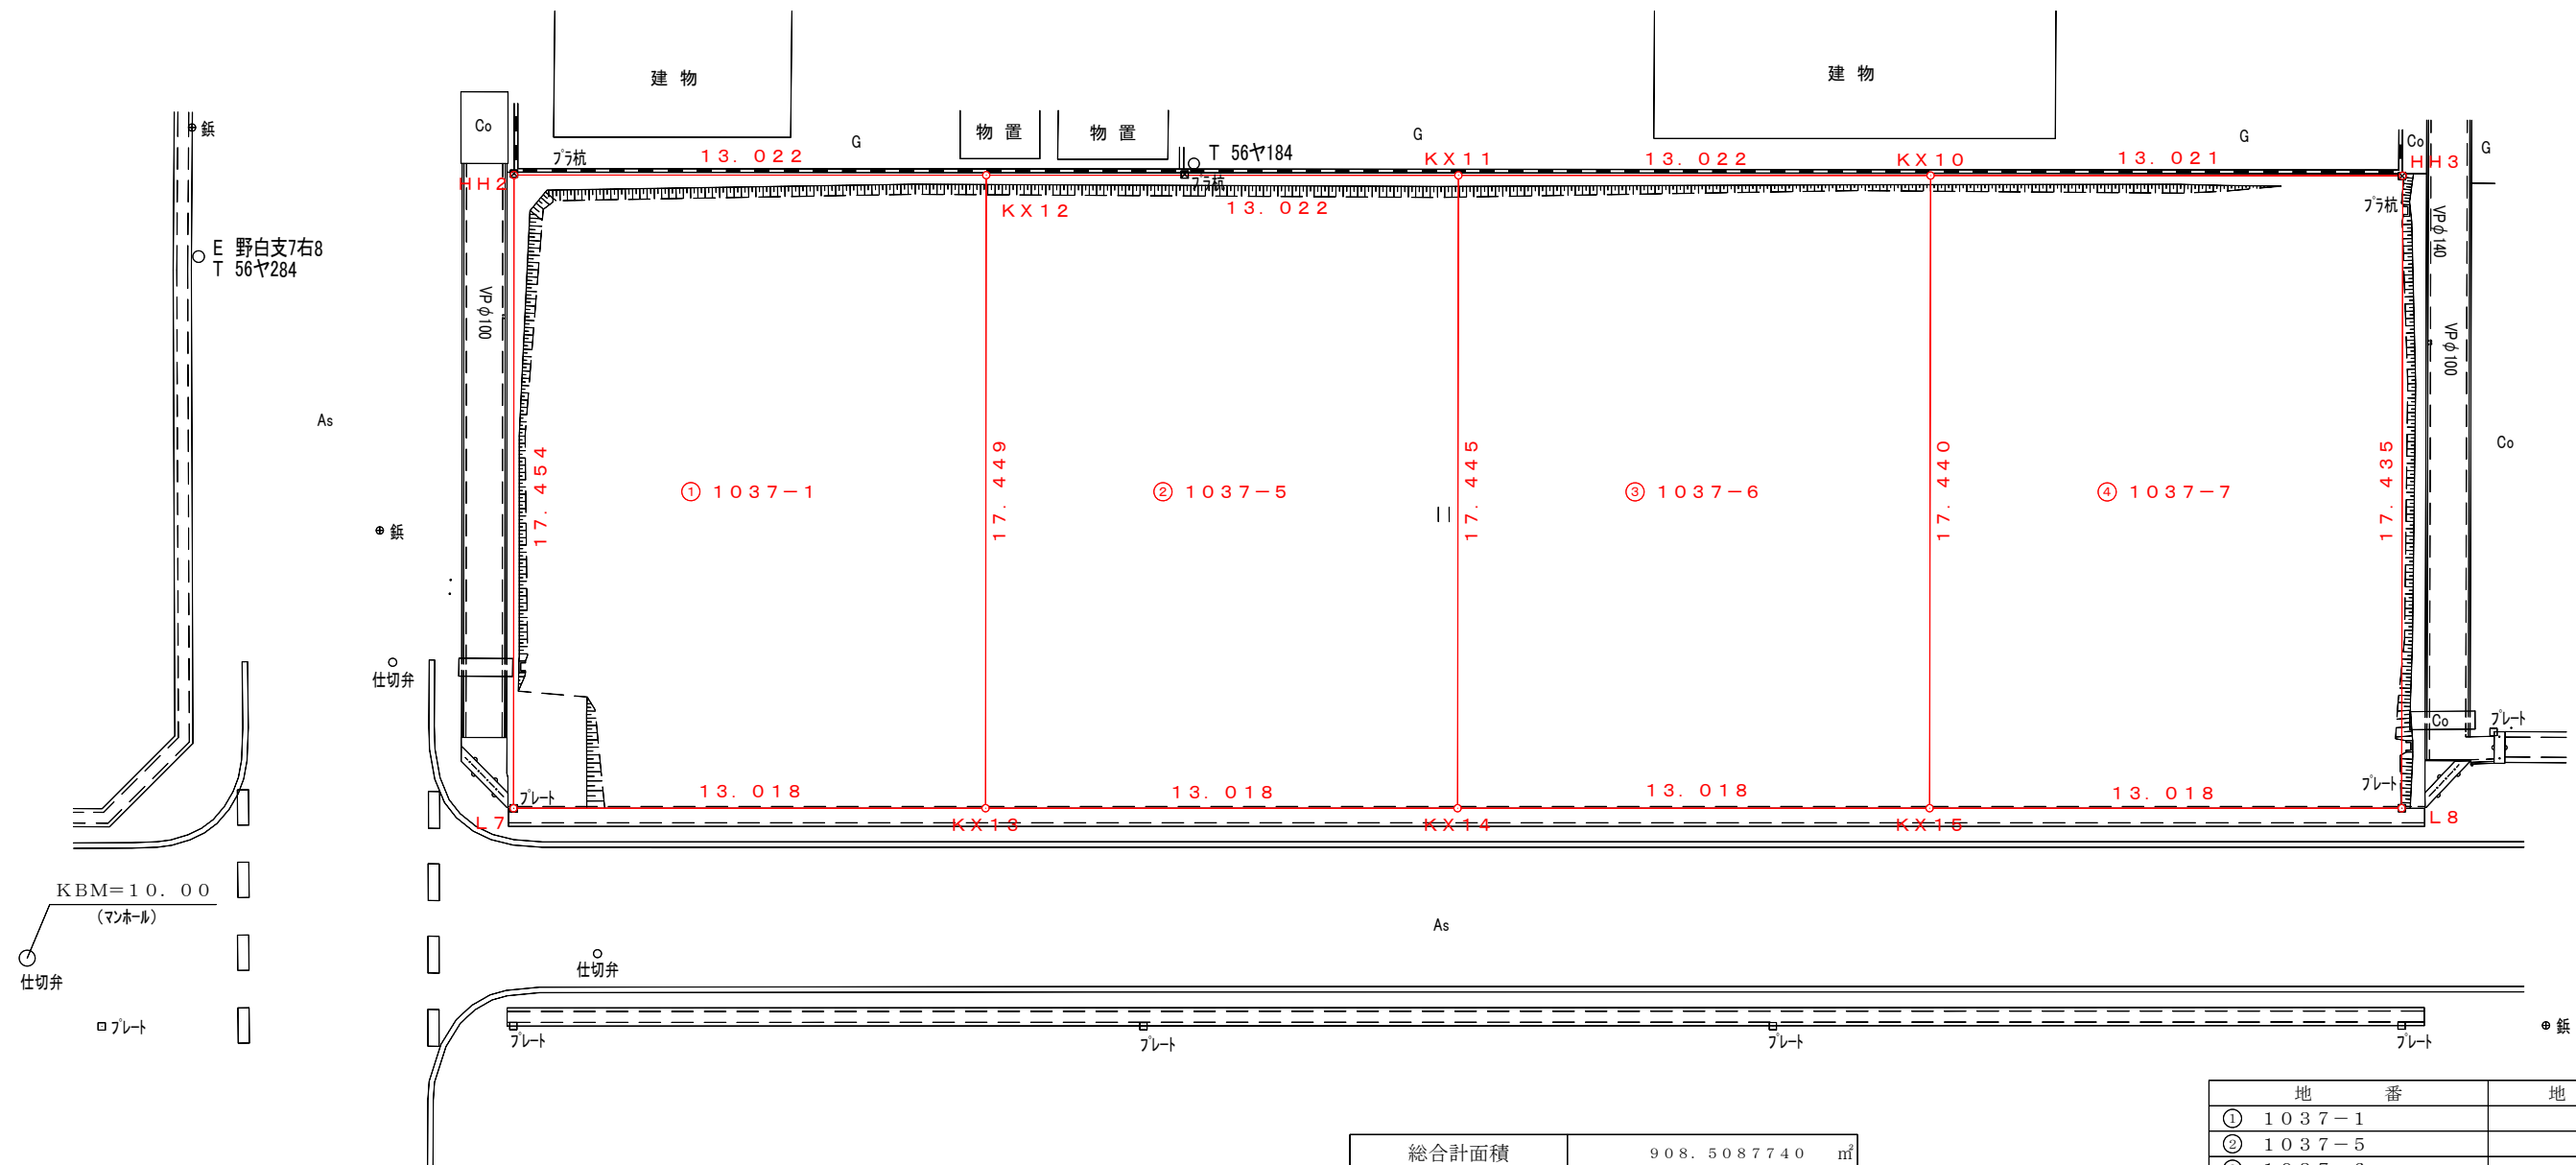 建 物
建 物
Co
鋲
G
物 置
物 置
G
G
Co
G
プラ杭
13. 022
T 56ヤ184
KX11
13. 022
KX10
13. 021
HH3
HH2
プラ杭
KX12
13. 022
プラ杭
VPφ140
E 野白支7右8
T 56ヤ284
VPφ100
VPφ100
As
Co
17. 454
17. 449
17. 445
17. 440
17. 435
① 1037-1
② 1037-5
③ 1037-6
④ 1037-7
鋲
仕切弁
Co
プレート
プレート
13. 018
13. 018
13. 018
13. 018
プレート
L7
KX13
KX14
KX15
L8
KBM=10. 00
(マンホール)
As
仕切弁
仕切弁
プレート
プレート
プレート
プレート
プレート
鋲
地 番
地
① 1037-1
② 1037-5
総合計面積
908. 5087740 ㎡